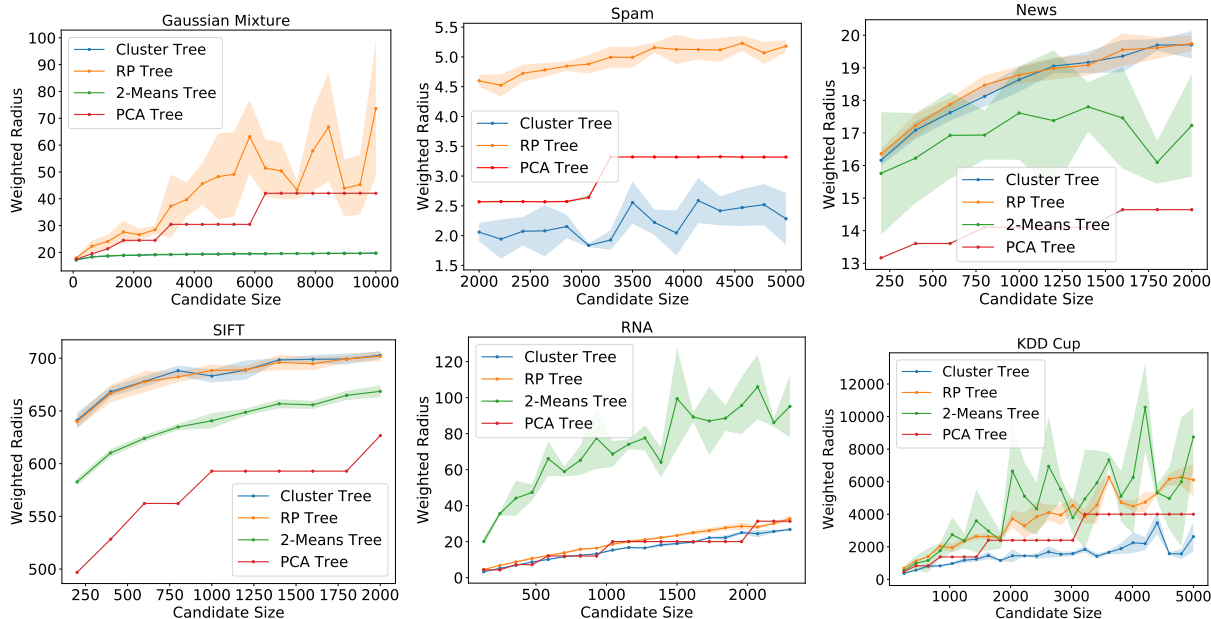 Gaussian Mixture
100
90
80
70
60
50
40
30
20
Weighted Radius
Cluster Tree
RP Tree
2-Means Tree
PCA Tree
0
2000
4000
6000
8000
10000
Candidate Size
Spam
5.5
5.0
4.5
4.0
3.5
3.0
2.5
2.0
1.5
Weighted Radius
Cluster Tree
RP Tree
PCA Tree
2000
2500
3000
3500
4000
4500
5000
Candidate Size
News
20
19
18
17
16
15
14
13
Weighted Radius
Cluster Tree
RP Tree
2-Means Tree
PCA Tree
250
500
750
1000
1250
1500
1750
2000
Candidate Size
SIFT
700
650
600
550
500
Weighted Radius
Cluster Tree
RP Tree
2-Means Tree
PCA Tree
250
500
750
1000
1250
1500
1750
2000
Candidate Size
RNA
120
100
80
60
40
20
0
Weighted Radius
Cluster Tree
RP Tree
2-Means Tree
PCA Tree
500
1000
1500
2000
Candidate Size
KDD Cup
12000
10000
8000
6000
4000
2000
0
Weighted Radius
Cluster Tree
RP Tree
2-Means Tree
PCA Tree
1000
2000
3000
4000
5000
Candidate Size